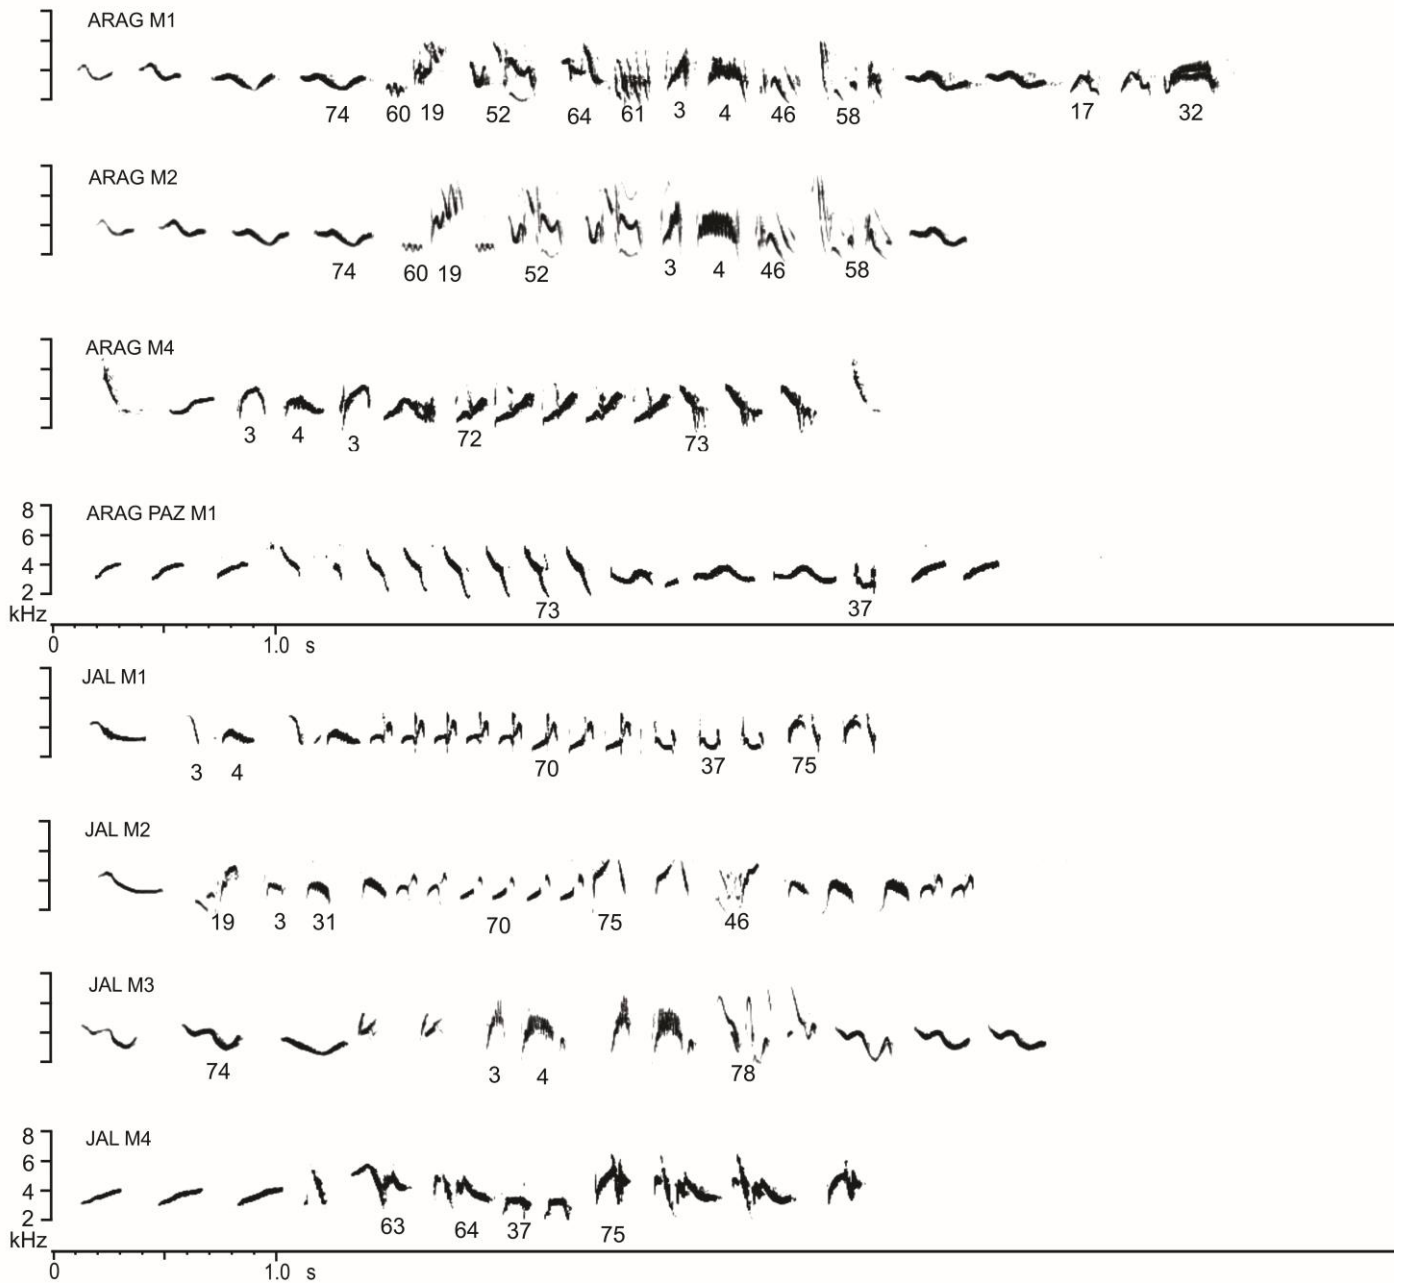 ARAG M1
74 60 19 52 64 61 3 4 46 58 17 32
ARAG M2
74 60 19 52 3 4 46 58
ARAG M4
3 4 3 72 73
8 ARAG PAZ M1
6
4
2
73 37
kHz
0 1.0 s
JAL M1
3 4 70 37 75
JAL M2
19 3 31 70 75 46
JAL M3
74 3 4 78
8 JAL M4
6
4
2
63 64 37 75
kHz
0 1.0 s